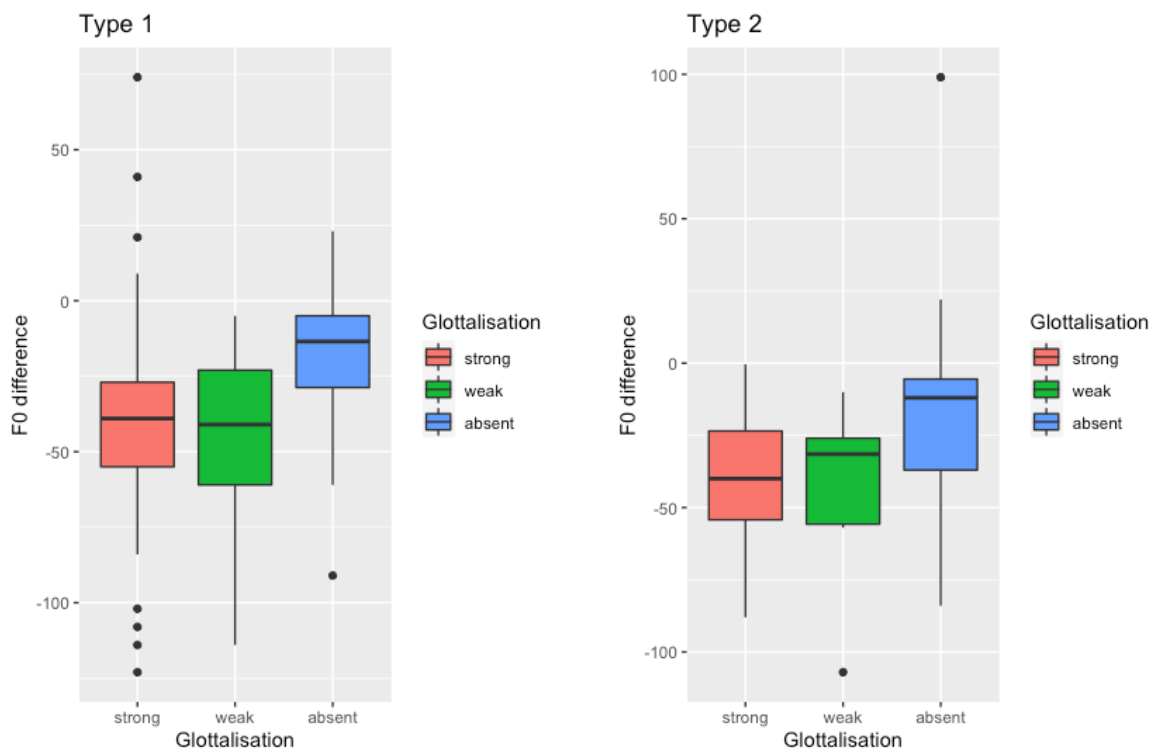 Type 1
50
0
-50
-100
F0 difference
strong
weak
absent
Glottalisation
Glottalisation
strong
weak
absent
Type 2
100
50
0
-50
-100
F0 difference
strong
weak
absent
Glottalisation
Glottalisation
strong
weak
absent